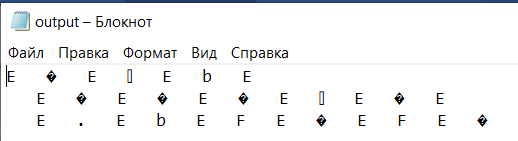 output – Блокнот
Файл Правка Формат Вид Справка
E � E ▯ E b E
E � E � E � E ▯ E � E
E . E b E F E � E F E �